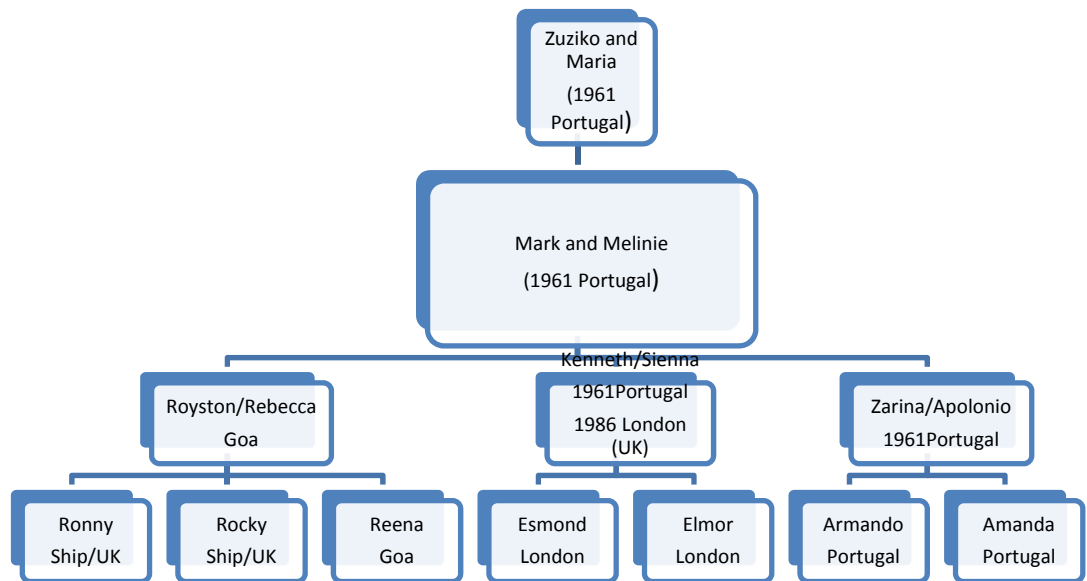 Zuziko and
Maria
(1961
Portugal)
Mark and Melinie
(1961 Portugal)
Royston/Rebecca
Goa
Kenneth/Sienna
1961Portugal
1986 London
(UK)
Zarina/Apolonio
1961Portugal
Ronny
Ship/UK
Rocky
Ship/UK
Reena
Goa
Esmond
London
Elmor
London
Armando
Portugal
Amanda
Portugal